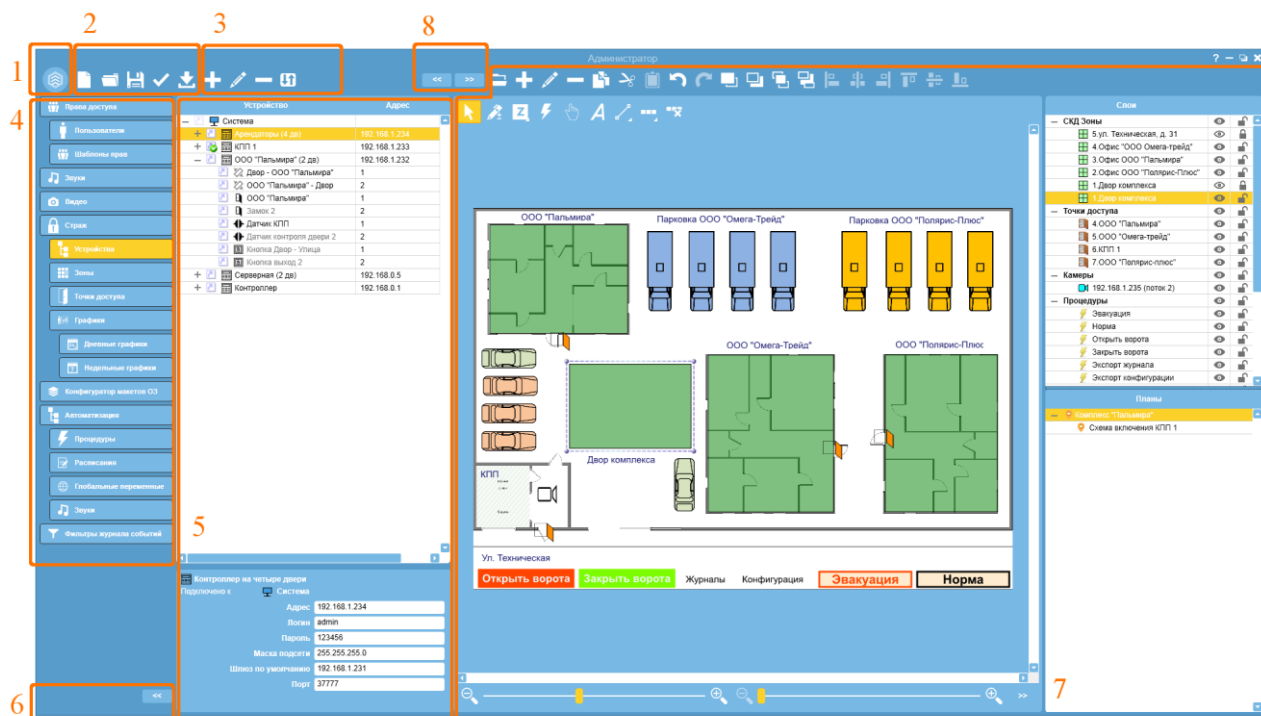 2
3
8
1
Администратор
<<
>>
?
4
Права доступа
Пользователи
Шаблоны прав
Звуки
Видео
Страж
Устройства
Зоны
Точки доступа
Графики
Дневные графики
Недельные графики
Конфигуратор макетов ОЗ
Автоматизация
Процедуры
Расписания
Глобальные переменные
Звуки
Фильтры журнала событий
6
<<
Устройство Адрес
Система
Арендаторы (4 дв) 192.168.1.234
КПП 1 192.168.1.233
ООО "Пальмира" (2 дв) 192.168.1.232
Двор - ООО "Пальмира" 1
ООО "Пальмира" - Двор 2
ООО "Пальмира" 1
Замок 2 2
Датчик КПП 1
Датчик контроля двери 2 2
Кнопка Двор - Улица 1
Кнопка выход 2 2
Серверная (2 дв) 192.168.0.5
Контроллер 192.168.0.1
5
Контроллер на четыре двери
Подключено к Система
Адрес 192.168.1.234
Логин admin
Пароль 123456
Маска подсети 255.255.255.0
Шлюз по умолчанию 192.168.1.231
Порт 37777
Z
A
ООО "Пальмира"
Парковка ООО "Омега-Трейд"
Парковка ООО "Полярис-Плюс"
ООО "Омега-Трейд"
ООО "Полярис-Плюс
Двор комплекса
КПП
Ул. Техническая
Открыть ворота
Закрыть ворота
Журналы
Конфигурация
Эвакуация
Норма
>>
Слои
СКД Зоны
5.ул. Техническая, д. 31
4.Офис "ООО Омега-трейд"
3.Офис ООО "Пальмира"
2.Офис ООО "Полярис-Плюс"
1.Двор комплекса
1.Двор комплекса
Точки доступа
4.ООО "Пальмира"
5.ООО "Омега-трейд"
6.КПП 1
7.ООО "Полярис-плюс"
Камеры
192.168.1.235 (поток 2)
Процедуры
Эвакуация
Норма
Открыть ворота
Закрыть ворота
Экспорт журнала
Экспорт конфигурации
Планы
Комплекс "Пальмира"
Схема включения КПП 1
7